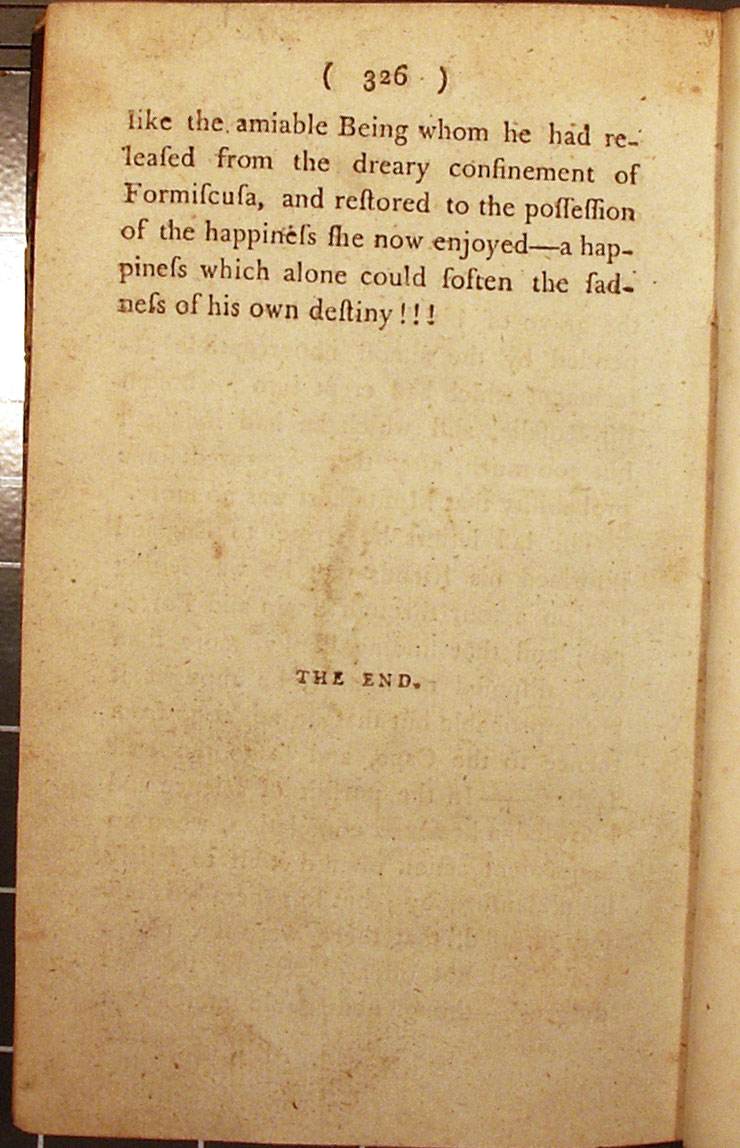 ( 326 )
like the amiable Being whom he had re-
leaſed from the dreary confinement of
Formiſcuſa, and reſtored to the poſſeſſion
of the happineſs ſhe now enjoyed—a hap-
pineſs which alone could ſoften the ſad-
neſs of his own deſtiny!!!
THE END.